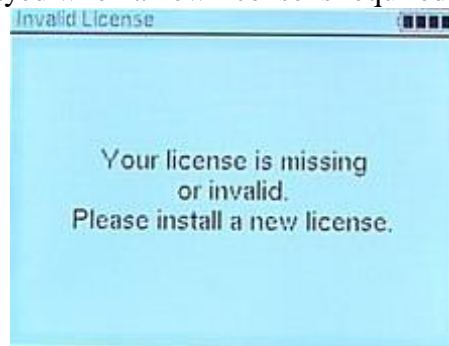 Invalid License
Your license is missing
or invalid.
Please install a new license.